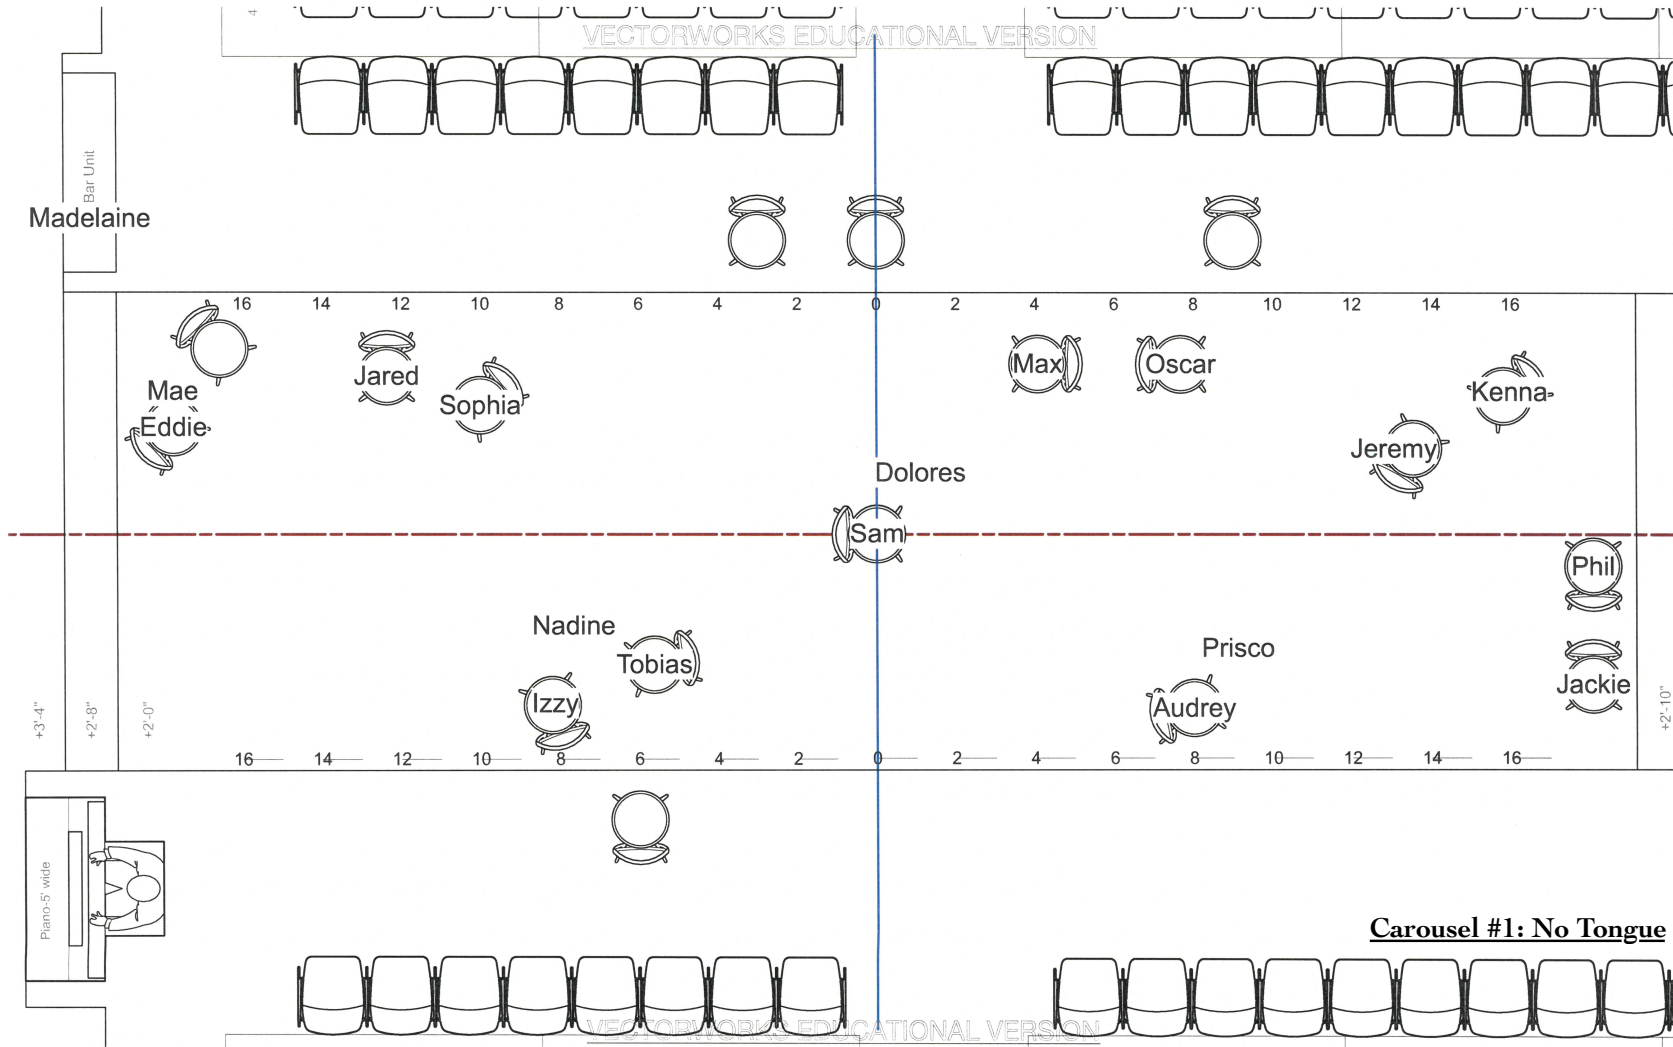 4
VECTORWORKS EDUCATIONAL VERSION
Bar Unit
Madelaine
16 14 12 10 8 6 4 2 0 2 4 6 8 10 12 14 16
Mae
Eddie
Jared
Sophia
Max
Oscar
Kenna
Jeremy
Dolores
Sam
Phil
Nadine
Tobias
Izzy
Prisco
Audrey
Jackie
+3'-4"
+2'-8"
+2'-0"
+2'-10"
16 14 12 10 8 6 4 2 0 2 4 6 8 10 12 14 16
Piano-5' wide
Carousel #1: No Tongue
VECTORWORKS EDUCATIONAL VERSION